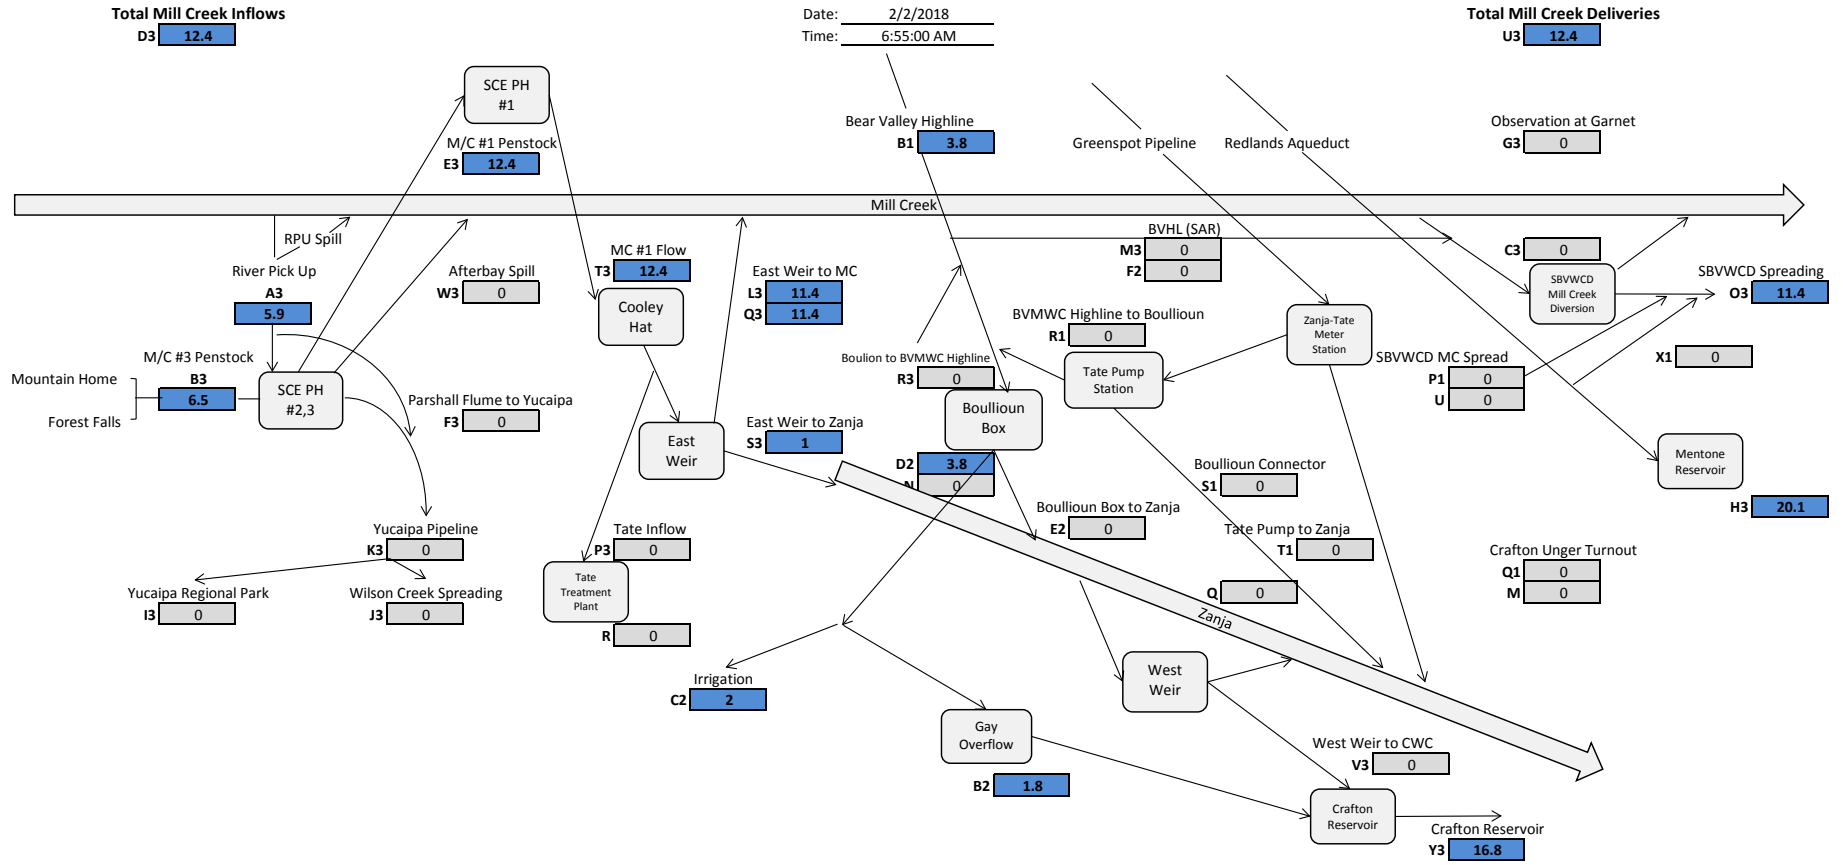 Total Mill Creek Inflows
D3 12.4
Date: 2/2/2018
Time: 6:55:00 AM
Total Mill Creek Deliveries
U3 12.4
SCE PH
#1
M/C #1 Penstock
E3 12.4
Bear Valley Highline
B1 3.8
Greenspot Pipeline
Redlands Aqueduct
Observation at Garnet
G3 0
Mill Creek
RPU Spill
River Pick Up
A3
5.9
Afterbay Spill
W3 0
MC #1 Flow
T3 12.4
Cooley
Hat
East Weir to MC
L3 11.4
Q3 11.4
BVHL (SAR)
M3 0
F2 0
C3 0
SBVWCD
Mill Creek
Diversion
SBVWCD Spreading
O3 11.4
BVMWC Highline to Boullioun
R1 0
Zanja-Tate
Meter
Station
M/C #3 Penstock
B3
6.5
Mountain Home
Forest Falls
SCE PH
#2,3
Parshall Flume to Yucaipa
F3 0
Boulion to BVMWC Highline
R3 0
Tate Pump
Station
SBVWCD MC Spread
P1 0
U 0
X1 0
Boullioun
Box
East
Weir
East Weir to Zanja
S3 1
D2 3.8
N 0
Boullioun Connector
S1 0
Mentone
Reservoir
H3 20.1
Boullioun Box to Zanja
E2 0
Yucaipa Pipeline
K3 0
Tate Inflow
P3 0
Tate Pump to Zanja
T1 0
Crafton Unger Turnout
Q1 0
M 0
Tate
Treatment
Plant
Yucaipa Regional Park
I3 0
Wilson Creek Spreading
J3 0
Q 0
Zanja
R 0
Irrigation
C2 2
West
Weir
Gay
Overflow
B2 1.8
West Weir to CWC
V3 0
Crafton
Reservoir
Crafton Reservoir
Y3 16.8